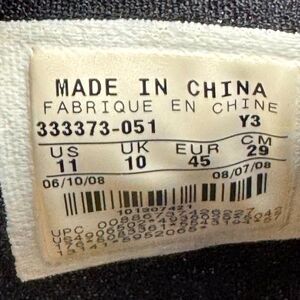 MADE IN CHINA
FABRIQUE EN CHINE
333373-051 Y3
US UK EUR CM
11 10 45 29
06/10/08 08/07/08
UPC